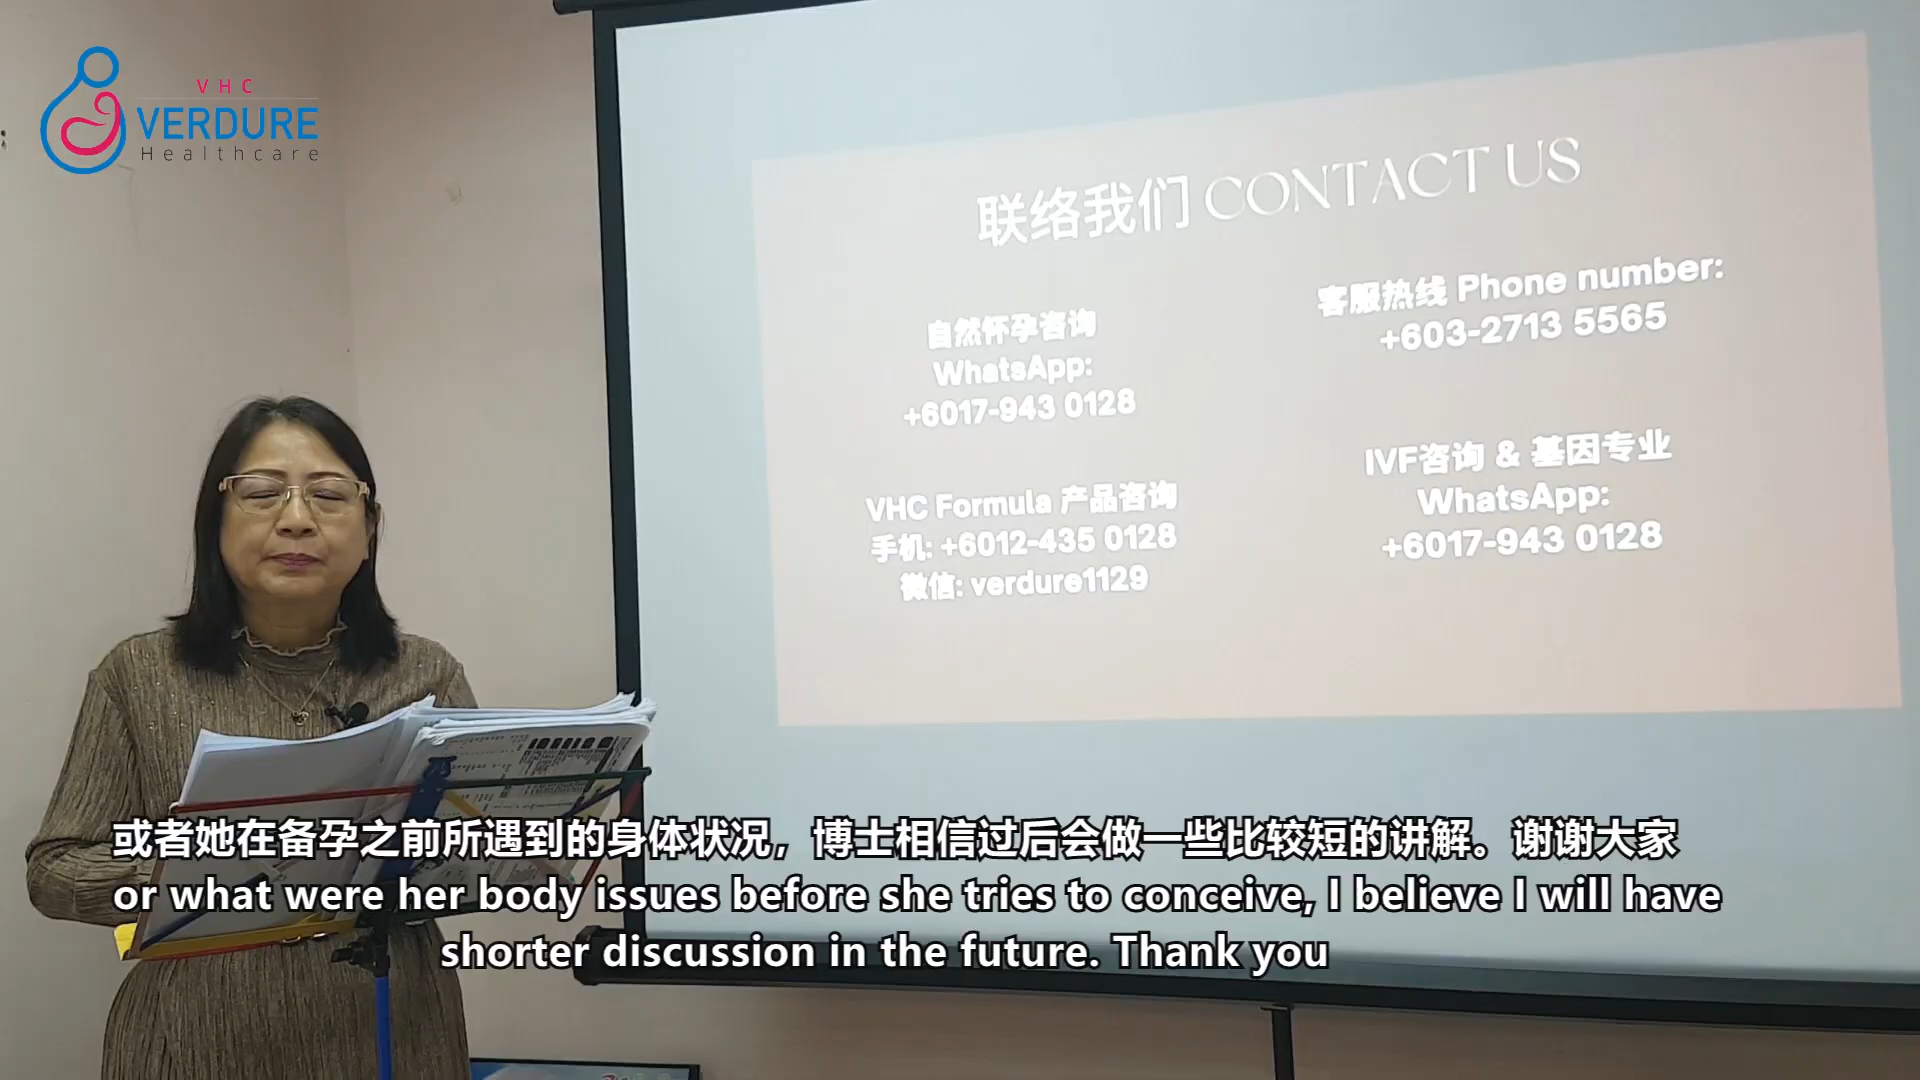 VHC
VERDURE
Healthcare
联络我们 CONTACT US
自然怀孕咨询
WhatsApp:
+6017-943 0128
VHC Formula 产品咨询
手机: +6012-435 0128
微信: verdure1129
客服热线 Phone number:
+603-2713 5565
IVF咨询 & 基因专业
WhatsApp:
+6017-943 0128
或者她在备孕之前所遇到的身体状况，博士相信过后会做一些比较短的讲解。谢谢大家
or what were her body issues before she tries to conceive, I believe I will have
shorter discussion in the future. Thank you